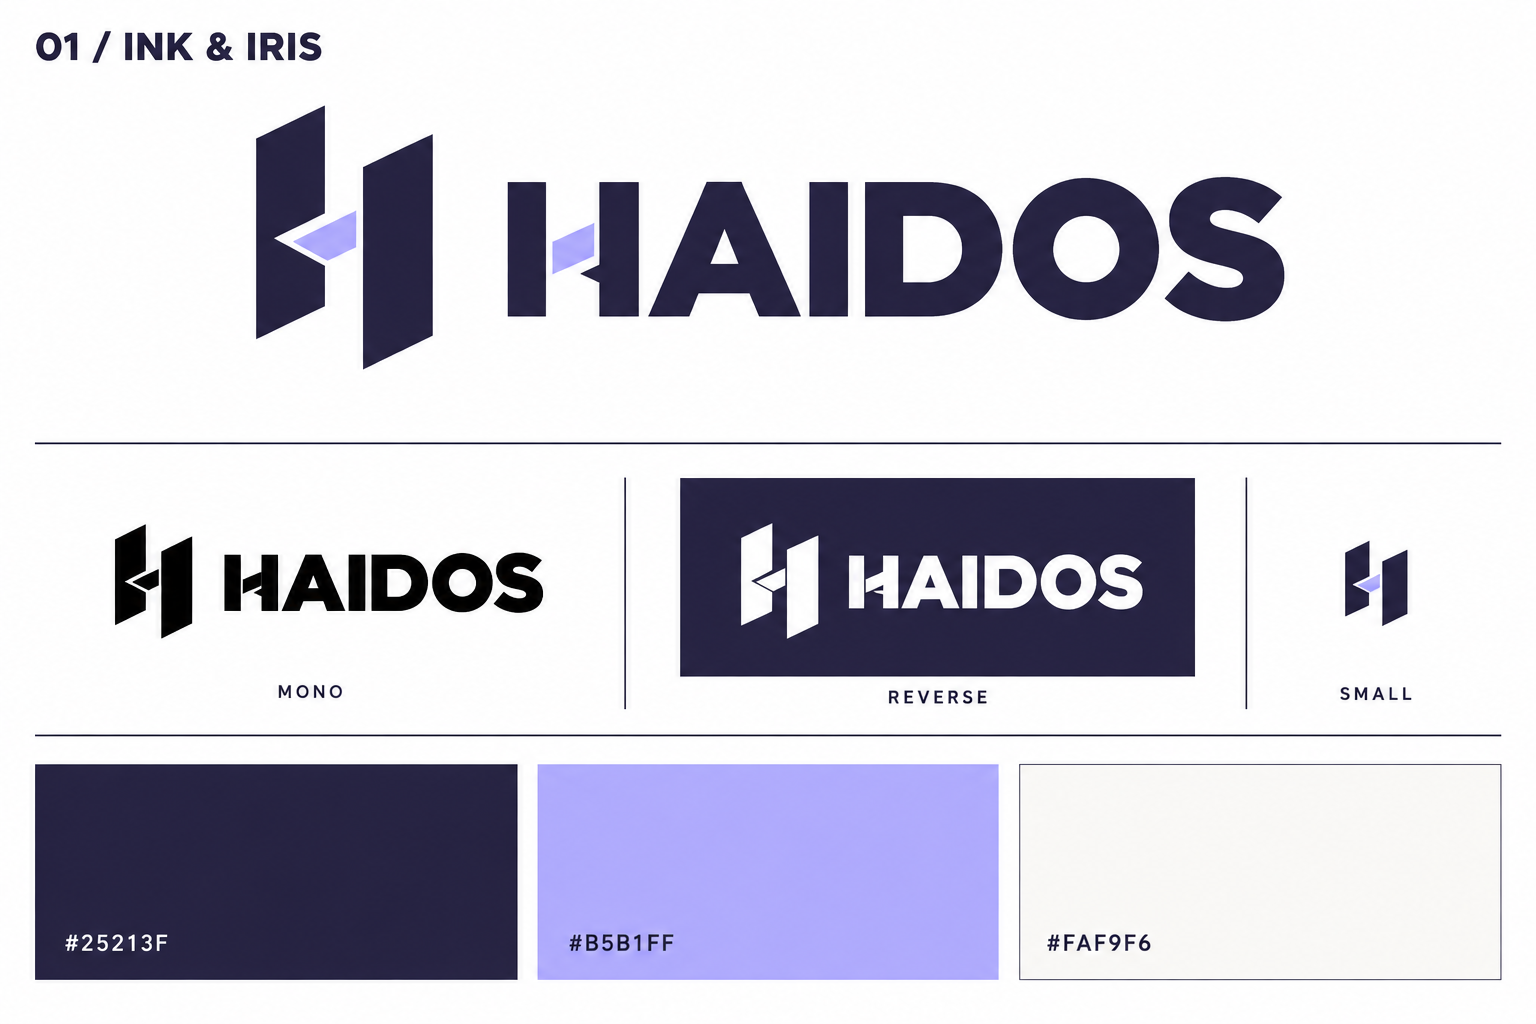 01 / INK & IRIS
HAIDOS
HAIDOS
MONO
HAIDOS
REVERSE
SMALL
#25213F
#B5B1FF
#FAF9F6